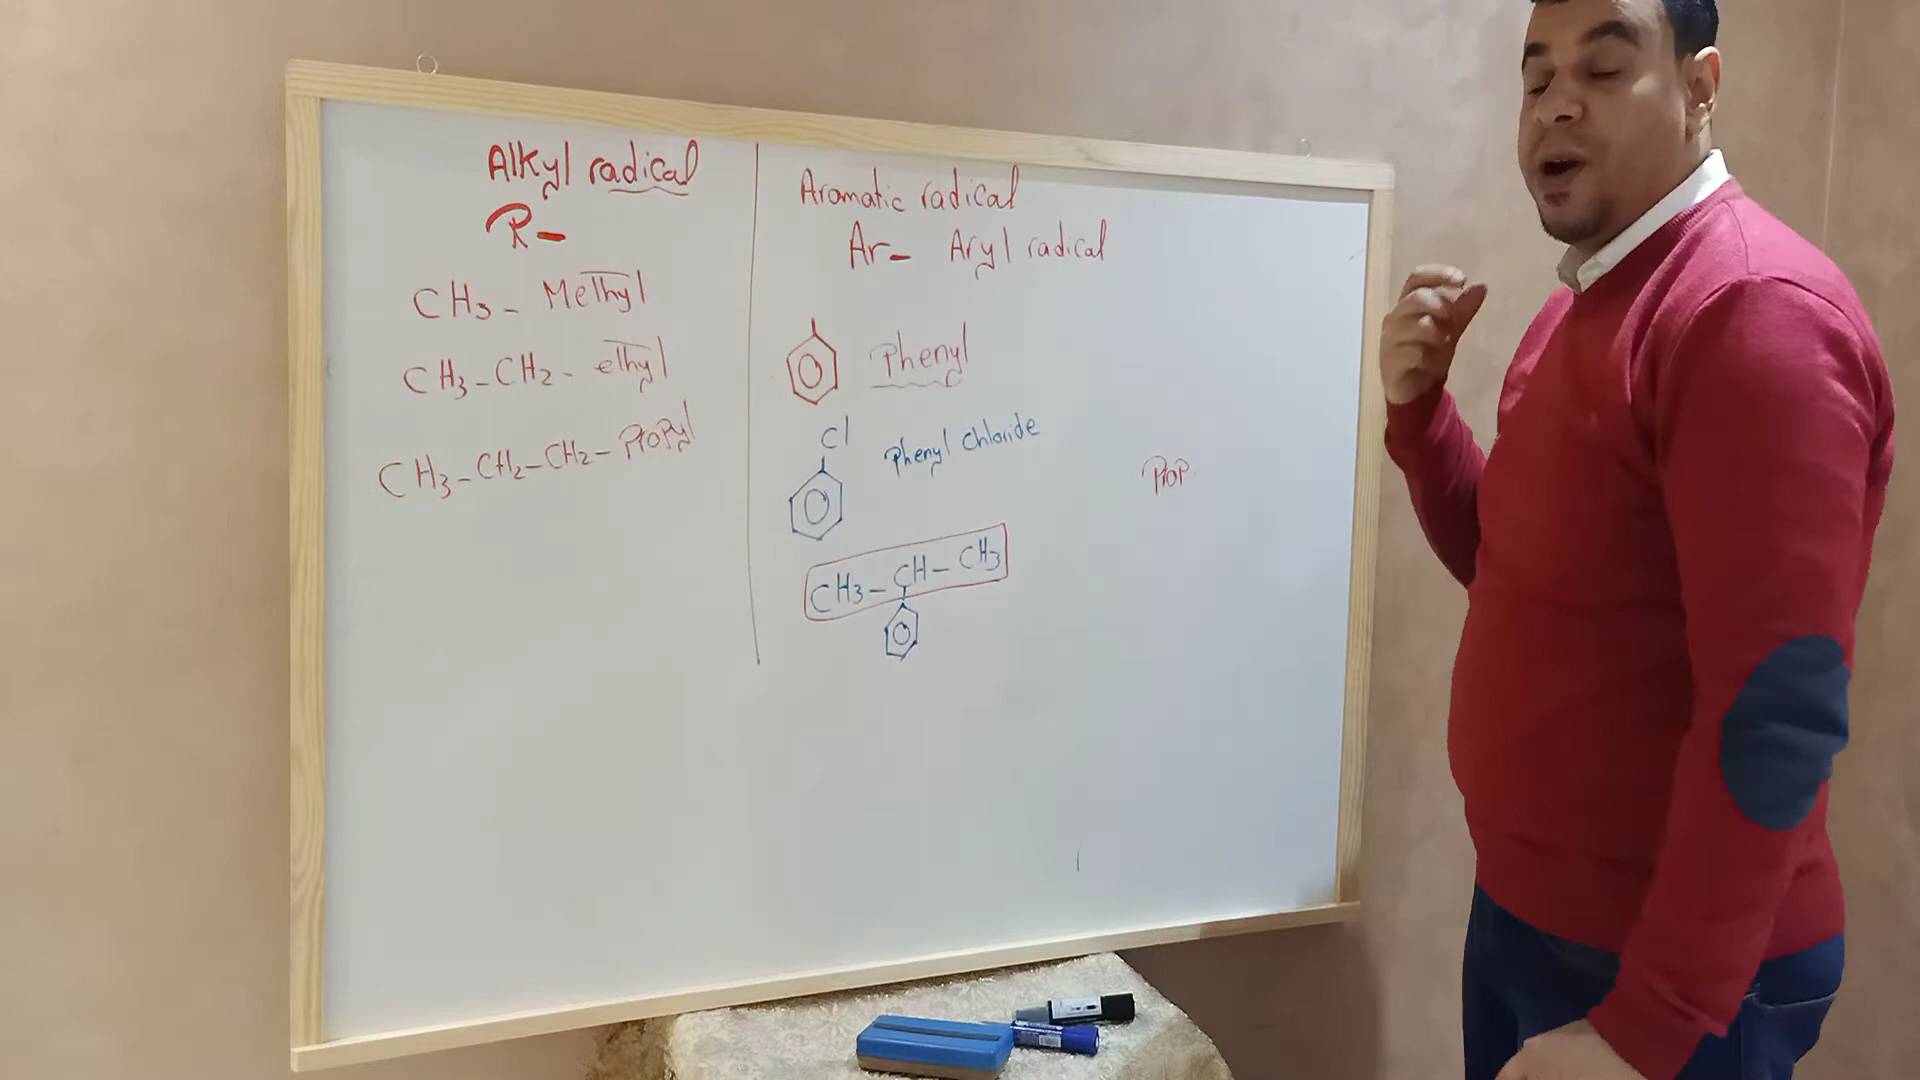 Alkyl radical
R-
CH3- Methyl
CH3-CH2- ethyl
CH3-CH2-CH2- Propyl
Aromatic radical
Ar- Aryl radical
Phenyl
Cl
Phenyl Chloride
CH3-CH-CH3
Prop.